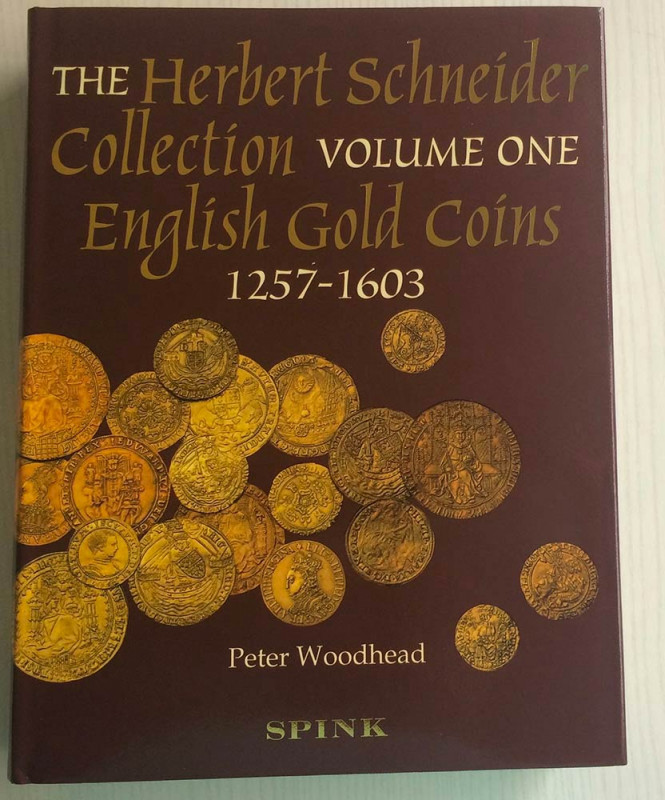 THE Herbert Schneider
Collection VOLUME ONE
English Gold Coins
1257-1603
Peter Woodhead
SPINK